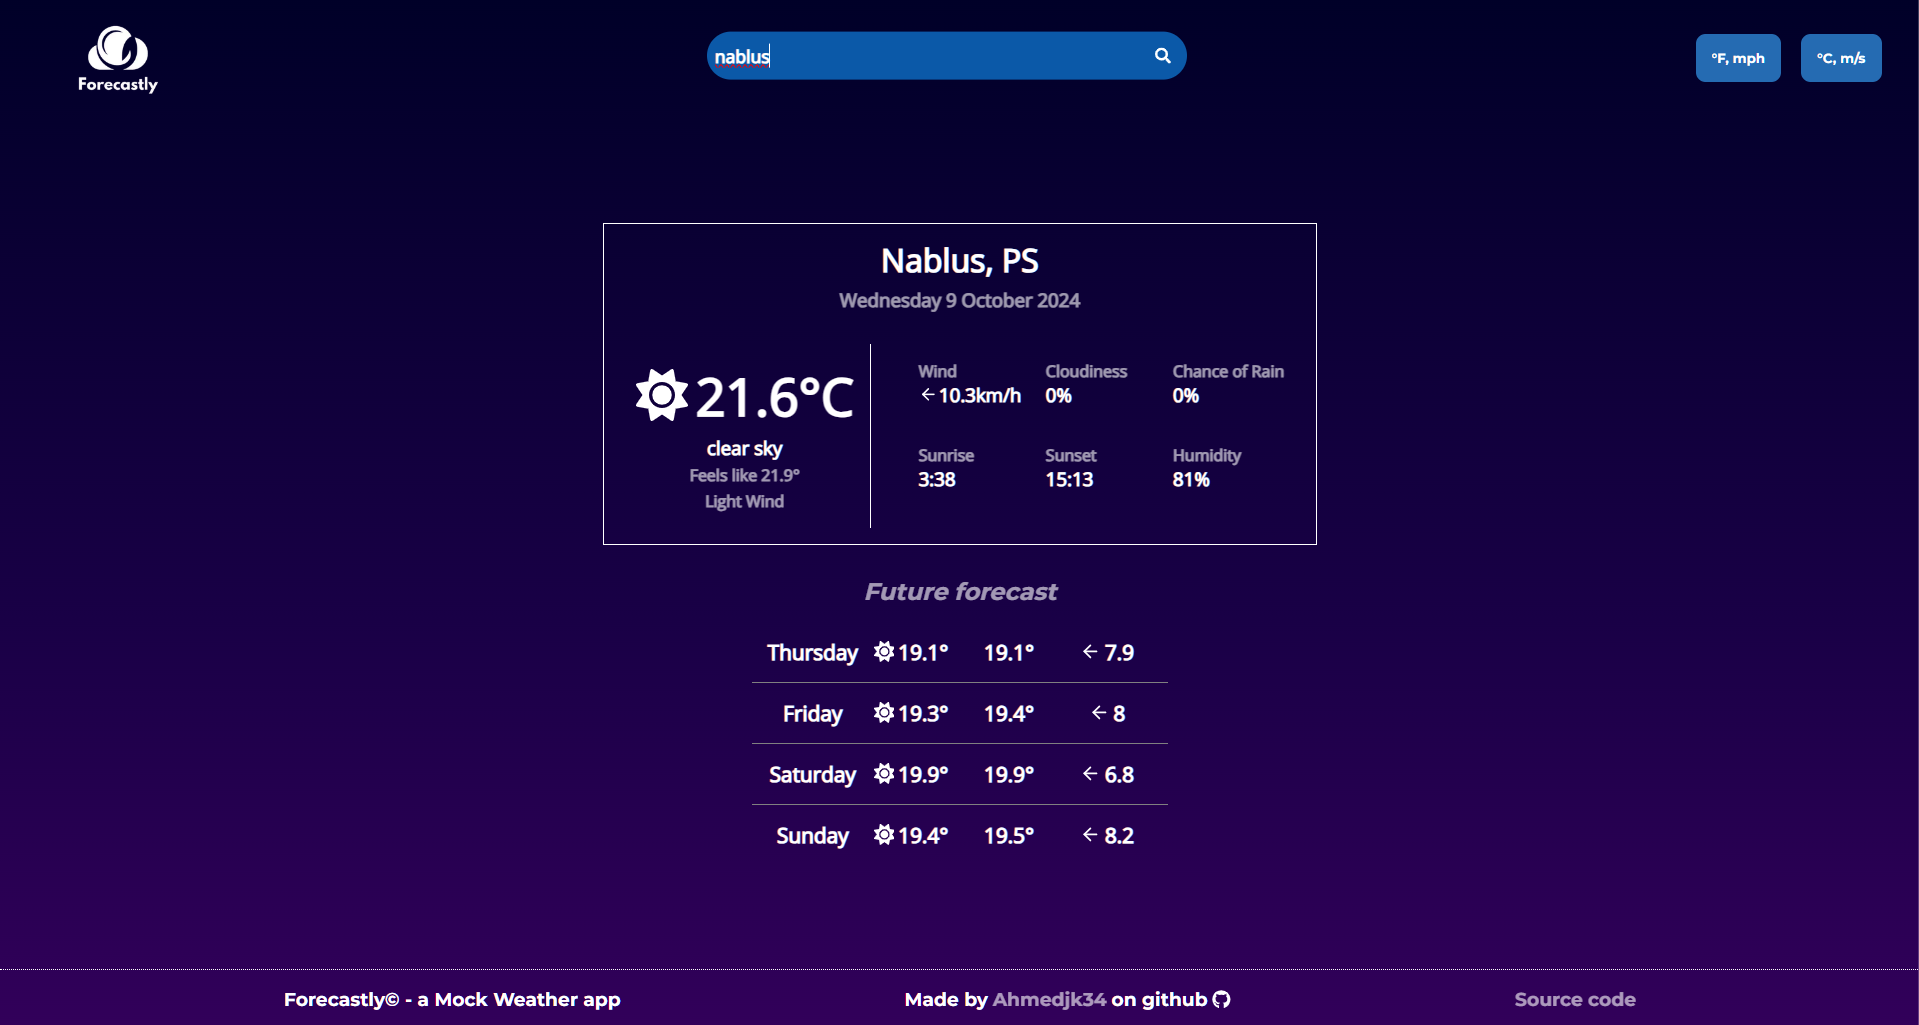 Forecastly
nablus
°F, mph
°C, m/s
Nablus, PS
Wednesday 9 October 2024
21.6°C
clear sky
Feels like 21.9°
Light Wind
Wind
← 10.3km/h
Cloudiness
0%
Chance of Rain
0%
Sunrise
3:38
Sunset
15:13
Humidity
81%
Future forecast
Thursday 19.1° 19.1° ← 7.9
Friday 19.3° 19.4° ← 8
Saturday 19.9° 19.9° ← 6.8
Sunday 19.4° 19.5° ← 8.2
Forecastly© - a Mock Weather app
Made by Ahmedjk34 on github
Source code